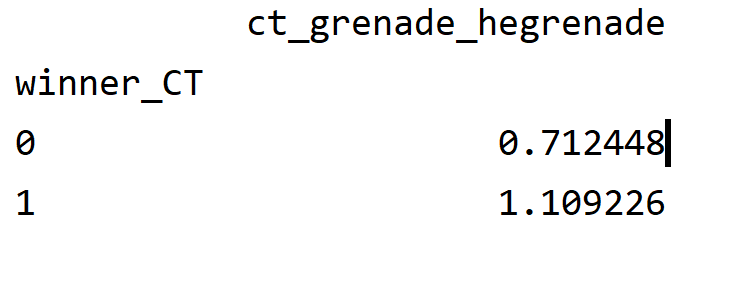 ct_grenade_hegrenade
winner_CT
0 0.712448
1 1.109226